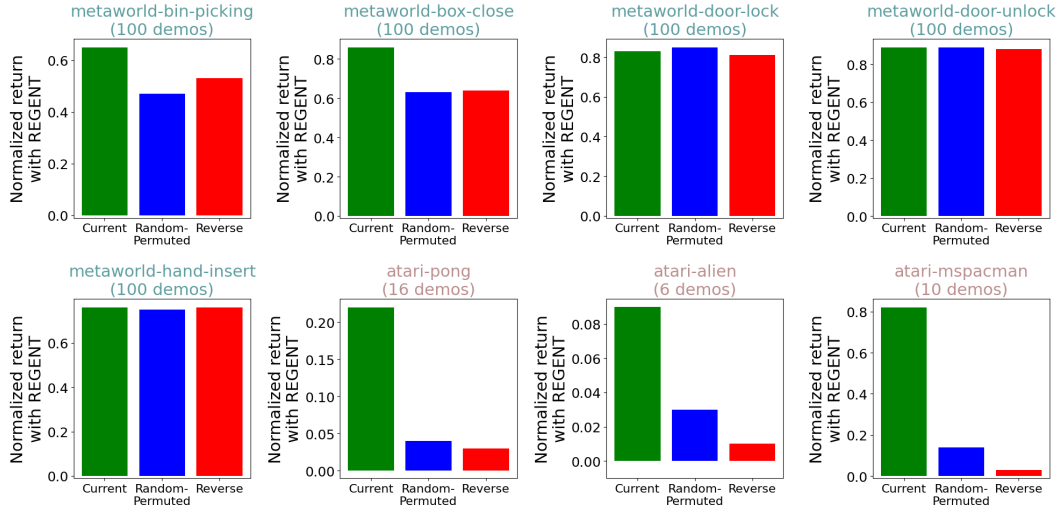 metaworld-bin-picking
(100 demos)
Normalized return
with REGENT
0.6
0.4
0.2
0.0
Current
Random-
Permuted
Reverse
metaworld-box-close
(100 demos)
Normalized return
with REGENT
0.8
0.6
0.4
0.2
0.0
Current
Random-
Permuted
Reverse
metaworld-door-lock
(100 demos)
Normalized return
with REGENT
0.8
0.6
0.4
0.2
0.0
Current
Random-
Permuted
Reverse
metaworld-door-unlock
(100 demos)
Normalized return
with REGENT
0.8
0.6
0.4
0.2
0.0
Current
Random-
Permuted
Reverse
metaworld-hand-insert
(100 demos)
Normalized return
with REGENT
0.6
0.4
0.2
0.0
Current
Random-
Permuted
Reverse
atari-pong
(16 demos)
Normalized return
with REGENT
0.20
0.15
0.10
0.05
0.00
Current
Random-
Permuted
Reverse
atari-alien
(6 demos)
Normalized return
with REGENT
0.08
0.06
0.04
0.02
0.00
Current
Random-
Permuted
Reverse
atari-mspacman
(10 demos)
Normalized return
with REGENT
0.8
0.6
0.4
0.2
0.0
Current
Random-
Permuted
Reverse